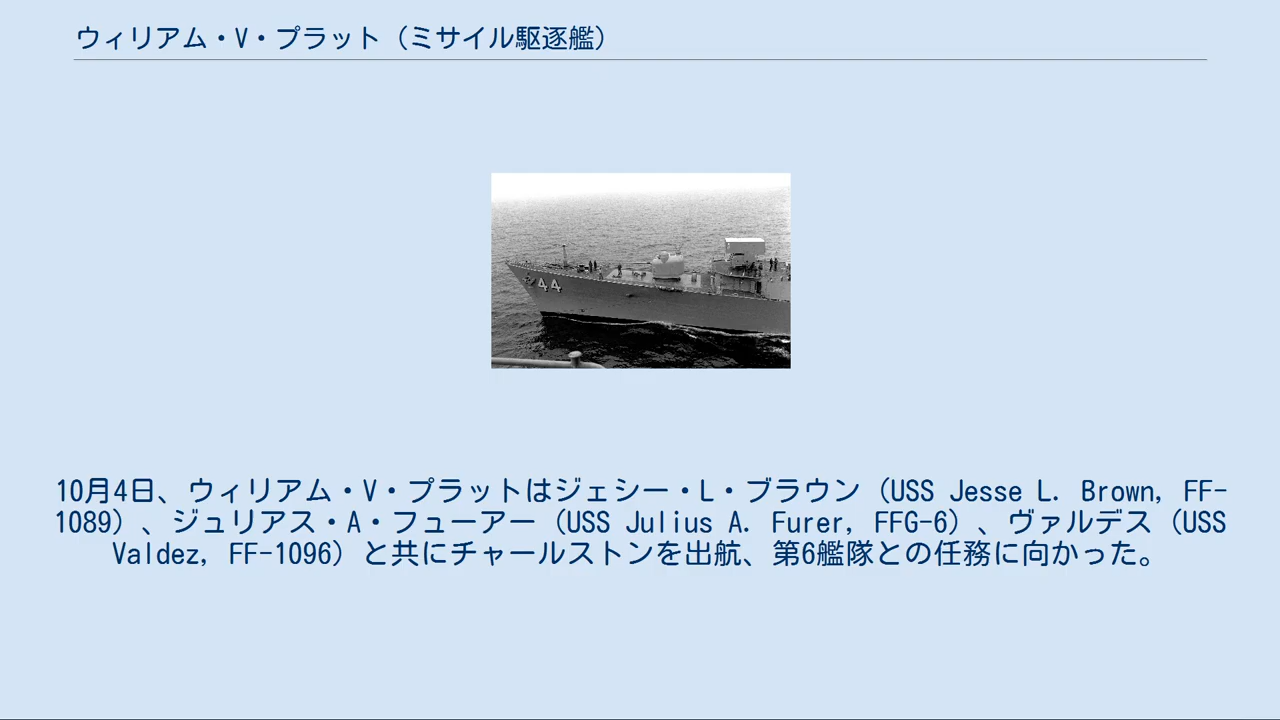 ウィリアム・V・プラット（ミサイル駆逐艦）
44
10月4日、ウィリアム・V・プラットはジェシー・L・ブラウン（USS Jesse L. Brown, FF-
1089）、ジュリアス・A・フューアー（USS Julius A. Furer, FFG-6）、ヴァルデス（USS
Valdez, FF-1096）と共にチャールストンを出航、第6艦隊との任務に向かった。